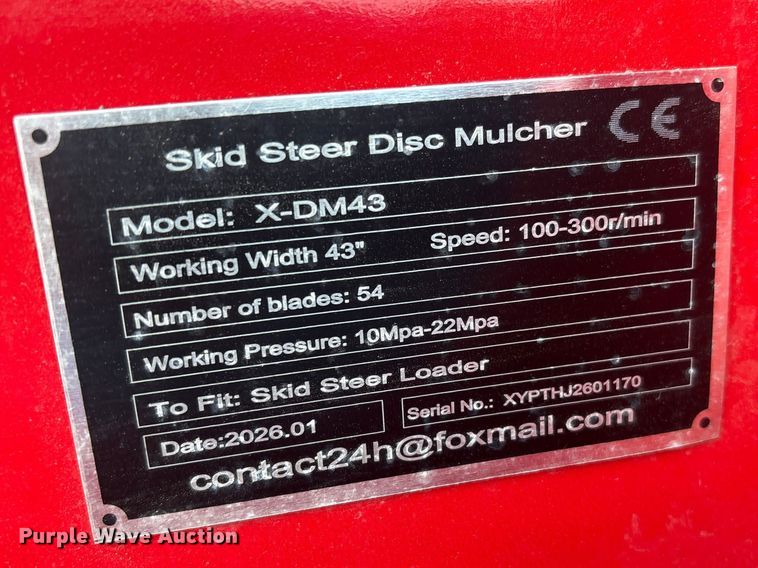 Skid Steer Disc Mulcher CE
Model: X-DM43
Working Width 43" Speed: 100-300r/min
Number of blades: 54
Working Pressure: 10Mpa-22Mpa
To Fit: Skid Steer Loader
Date:2026.01 Serial No.: XYPTHJ2601170
contact24h@foxmail.com
Purple Wave Auction